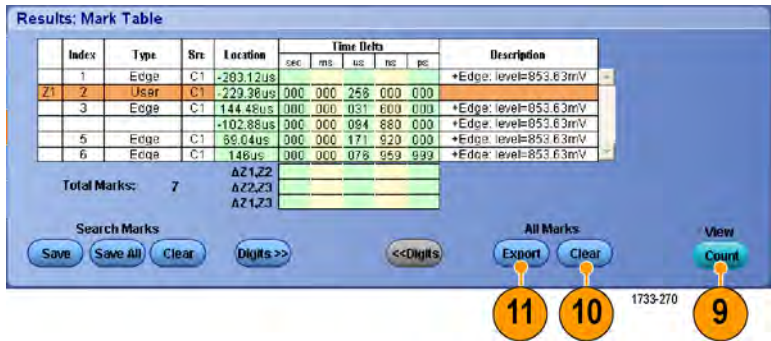 Results: Mark Table
Index Type Src Location Time Delta Description
sec ms us ns ps
1 Edge C1 -283.12us +Edge: level=853.63mV
Z1 2 User C1 -229.36us 000 000 256 000 000
3 Edge C1 144.48us 000 000 031 600 000 +Edge: level=853.63mV
-102.88us 000 000 094 880 000 +Edge: level=853.63mV
5 Edge C1 69.04us 000 000 171 920 000 +Edge: level=853.63mV
6 Edge C1 146us 000 000 076 959 999 +Edge: level=853.63mV
Total Marks: 7
ΔZ1,Z2
ΔZ2,Z3
ΔZ1,Z3
Search Marks All Marks View
Save Save All Clear Digits >> <<Digits Export Clear Count
1733-270
11 10 9